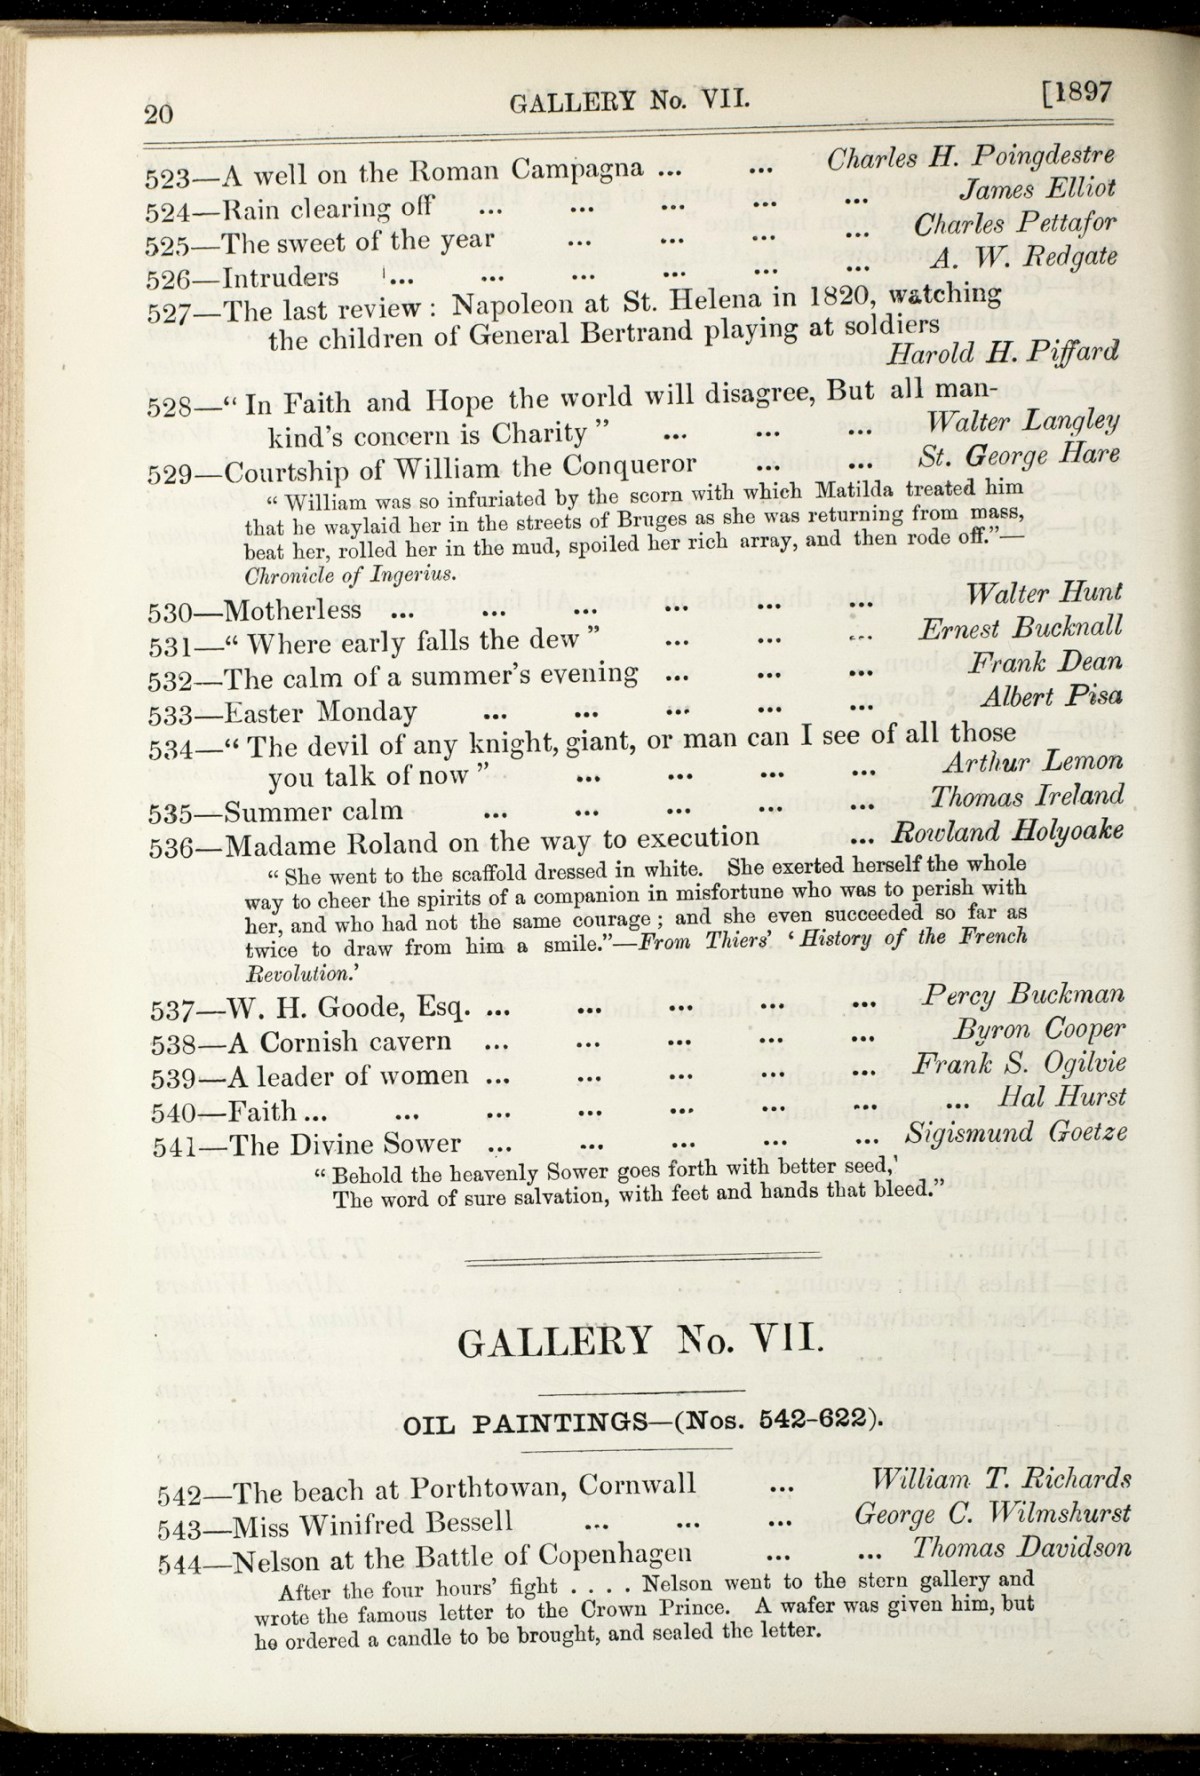 20 GALLERY No. VII. [1897
523—A well on the Roman Campagna ... ... Charles H. Poingdestre
524—Rain clearing off ... ... ... ... ... James Elliot
525—The sweet of the year ... ... ... ... Charles Pettafor
526—Intruders ... ... ... ... ... ... A. W. Redgate
527—The last review: Napoleon at St. Helena in 1820, watching
the children of General Bertrand playing at soldiers
Harold H. Piffard
528—“ In Faith and Hope the world will disagree, But all man-
kind’s concern is Charity ” ... ... ... Walter Langley
529—Courtship of William the Conqueror ... ... St. George Hare
“ William was so infuriated by the scorn with which Matilda treated him
that he waylaid her in the streets of Bruges as she was returning from mass,
beat her, rolled her in the mud, spoiled her rich array, and then rode off.”—
Chronicle of Ingerius.
530—Motherless ... ... ... ... ... ... Walter Hunt
531—“ Where early falls the dew ” ... ... ... Ernest Bucknall
532—The calm of a summer’s evening ... ... ... Frank Dean
533—Easter Monday ... ... ... ... ... Albert Pisa
534—“ The devil of any knight, giant, or man can I see of all those
you talk of now ” ... ... ... ... Arthur Lemon
535—Summer calm ... ... ... ... ... Thomas Ireland
536—Madame Roland on the way to execution ... Rowland Holyoake
“ She went to the scaffold dressed in white. She exerted herself the whole
way to cheer the spirits of a companion in misfortune who was to perish with
her, and who had not the same courage ; and she even succeeded so far as
twice to draw from him a smile.”—From Thiers’ ‘ History of the French
Revolution.’
537—W. H. Goode, Esq. ... ... ... ... ... Percy Buckman
538—A Cornish cavern ... ... ... ... ... Byron Cooper
539—A leader of women ... ... ... ... ... Frank S. Ogilvie
540—Faith ... ... ... ... ... ... ... ... Hal Hurst
541—The Divine Sower ... ... ... ... ... Sigismund Goetze
“ Behold the heavenly Sower goes forth with better seed,’
The word of sure salvation, with feet and hands that bleed.”
GALLERY No. VII.
OIL PAINTINGS—(Nos. 542-622).
542—The beach at Porthtowan, Cornwall ... William T. Richards
543—Miss Winifred Bessell ... ... ... George C. Wilmshurst
544—Nelson at the Battle of Copenhagen ... ... Thomas Davidson
After the four hours’ fight . . . . Nelson went to the stern gallery and
wrote the famous letter to the Crown Prince. A wafer was given him, but
he ordered a candle to be brought, and sealed the letter.